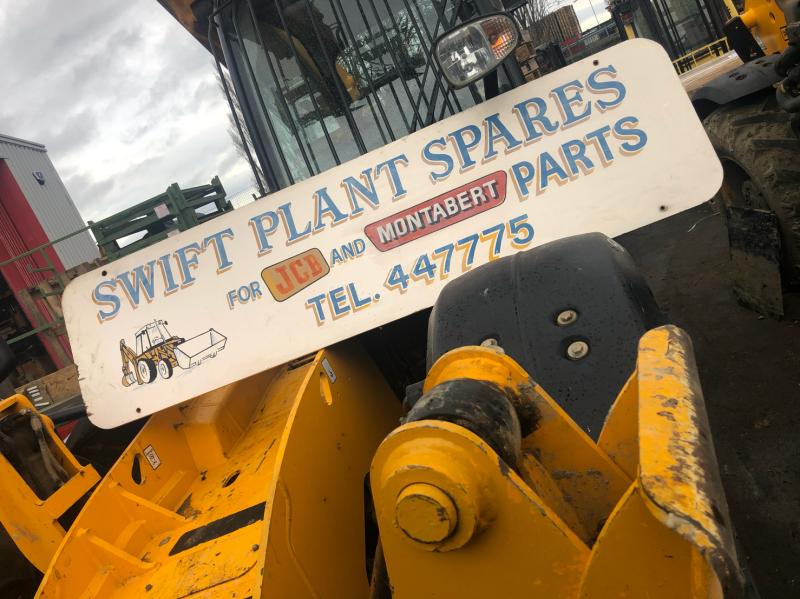 SWIFT PLANT SPARES
FOR JCB AND MONTABERT PARTS
TEL. 447775